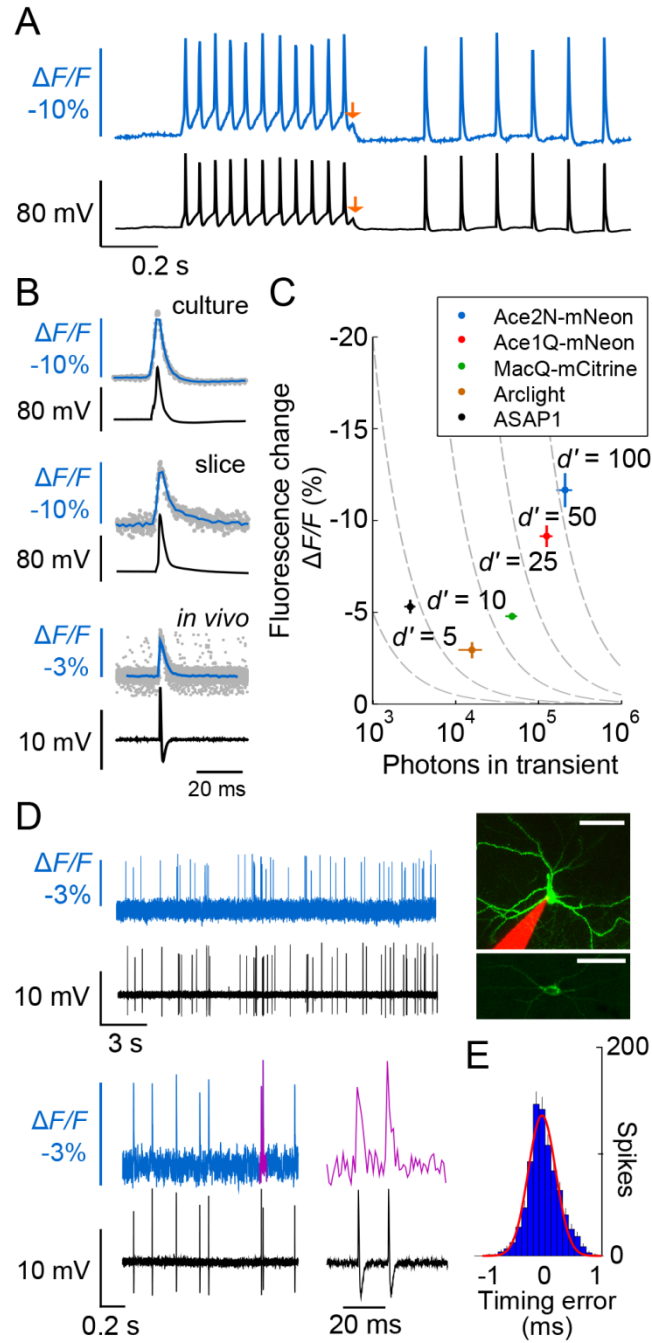 A
ΔF/F
-10%
80 mV
0.2 s
B
culture
ΔF/F
-10%
80 mV
slice
ΔF/F
-10%
80 mV
in vivo
ΔF/F
-3%
10 mV
20 ms
C
Ace2N-mNeon
Ace1Q-mNeon
MacQ-mCitrine
Arclight
ASAP1
-20
-15
-10
-5
0
Fluorescence change
ΔF/F (%)
d' = 100
d' = 50
d' = 25
d' = 10
d' = 5
10³ 10⁴ 10⁵ 10⁶
Photons in transient
D
ΔF/F
-3%
10 mV
3 s
ΔF/F
-3%
10 mV
0.2 s
20 ms
E
200
Spikes
0
-1 0 1
Timing error
(ms)